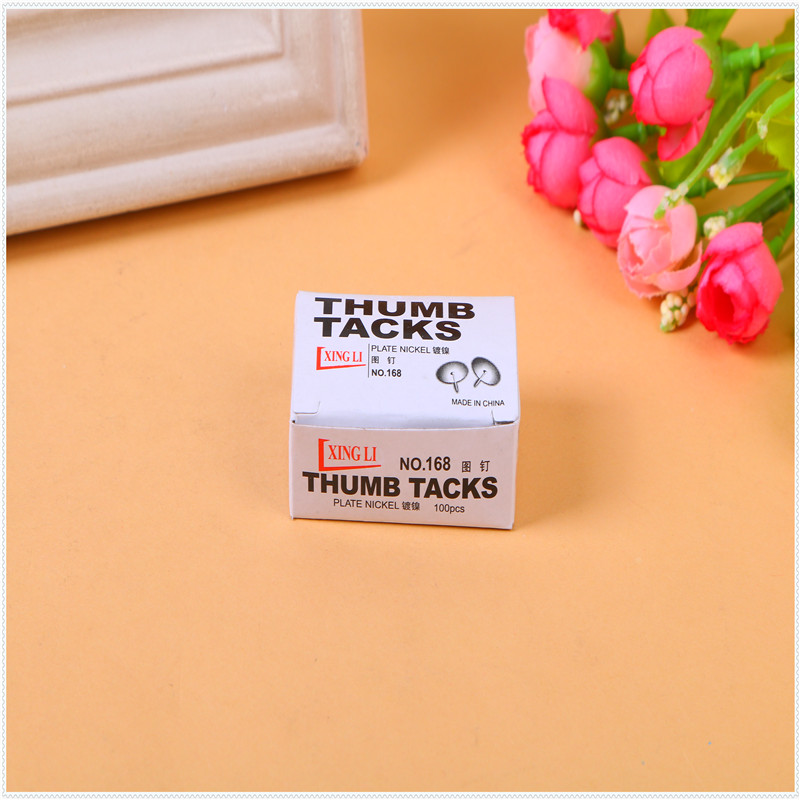 THUMB
TACKS
XING LI
PLATE NICKEL 镀镍
图 钉
NO.168
MADE IN CHINA
XING LI
NO.168 图 钉
THUMB TACKS
PLATE NICKEL 镀镍 100pcs